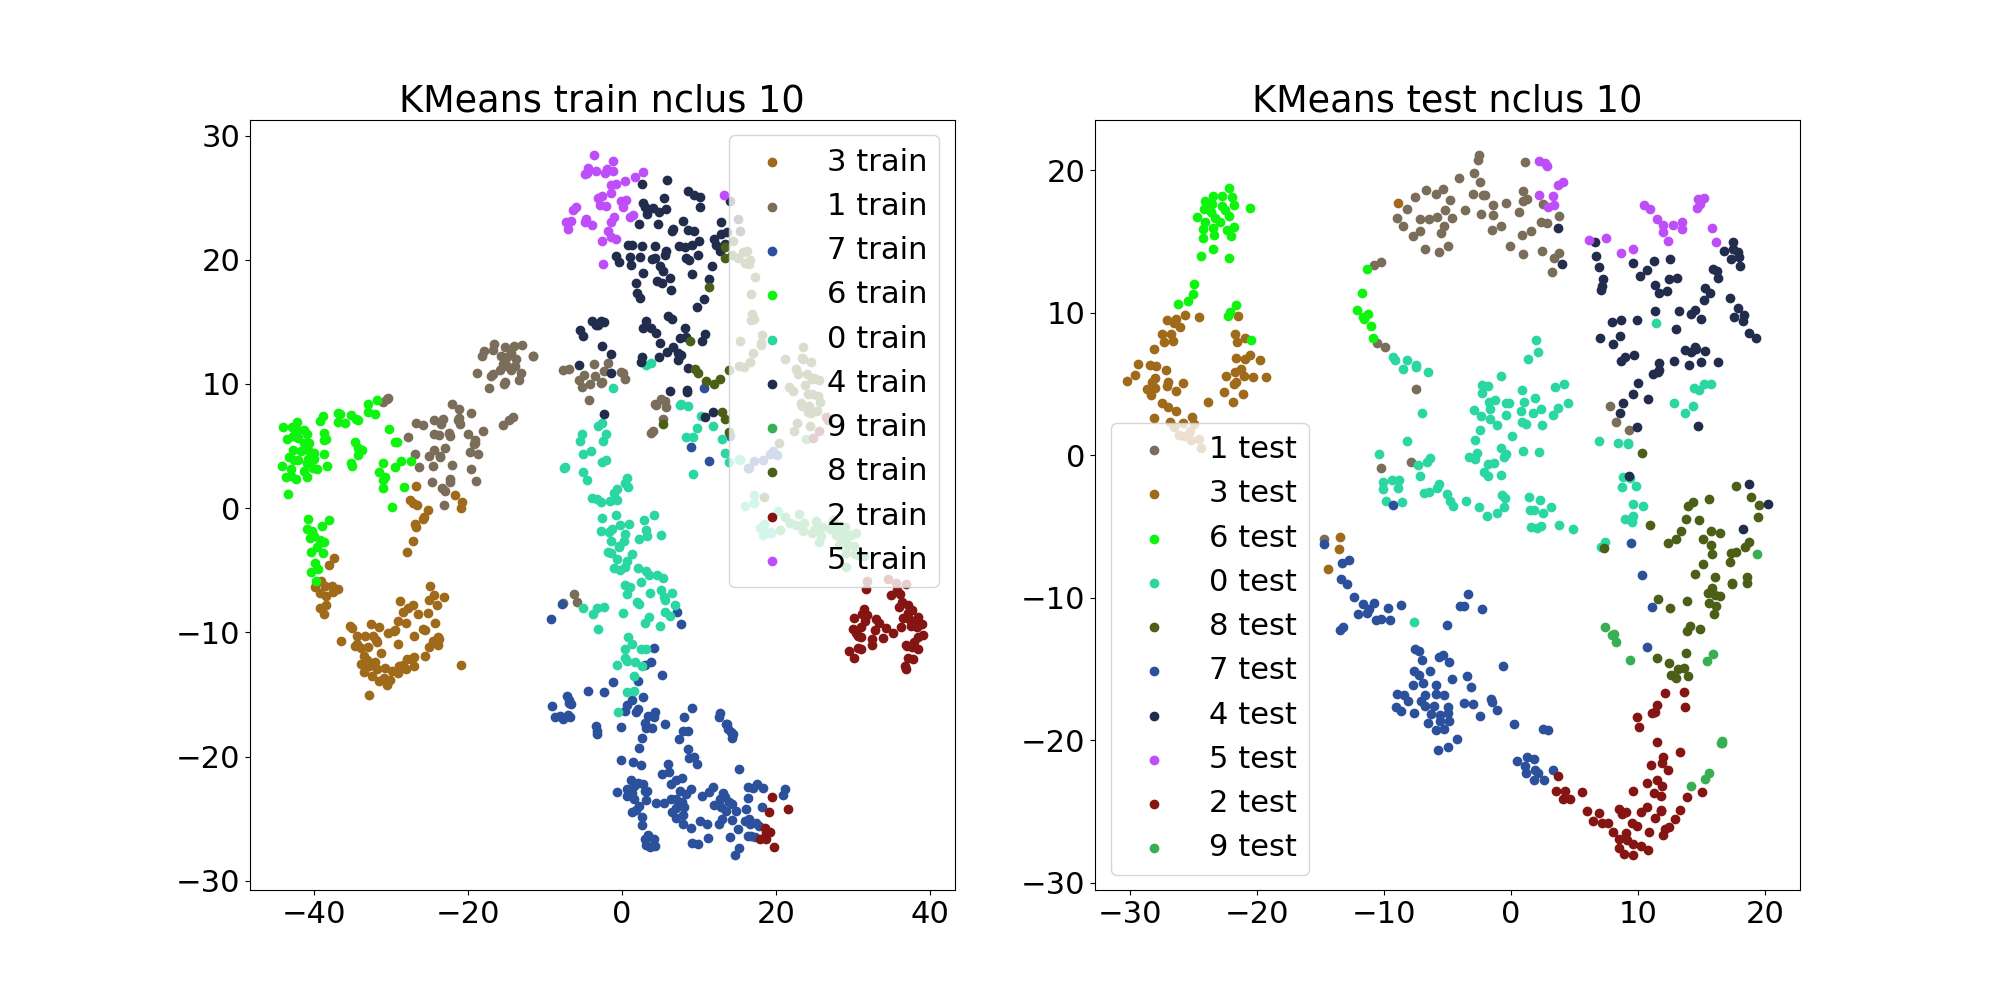 KMeans train nclus 10
30
20
10
0
−10
−20
−30
−40
−20
0
20
40
3 train
1 train
7 train
6 train
0 train
4 train
9 train
8 train
2 train
5 train
KMeans test nclus 10
20
10
0
−10
−20
−30
−30
−20
−10
0
10
20
1 test
3 test
6 test
0 test
8 test
7 test
4 test
5 test
2 test
9 test